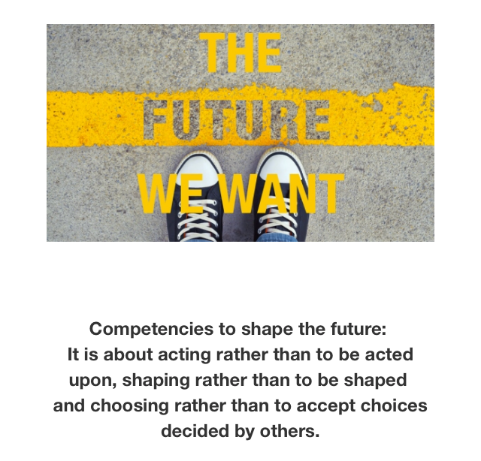 THE
FUTURE
WE WANT
Competencies to shape the future:
It is about acting rather than to be acted
upon, shaping rather than to be shaped
and choosing rather than to accept choices
decided by others.